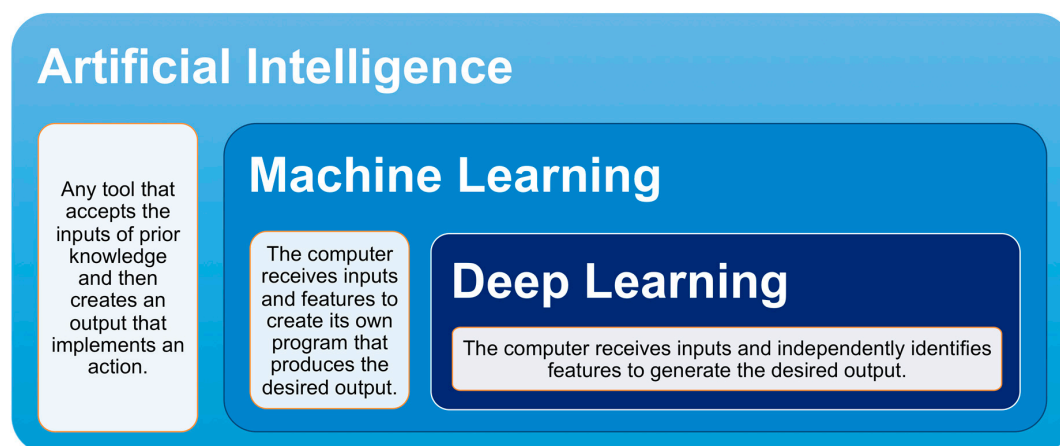 Artificial Intelligence
Any tool that
accepts the
inputs of prior
knowledge
and then
creates an
output that
implements an
action.
Machine Learning
The computer
receives inputs
and features to
create its own
program that
produces the
desired output.
Deep Learning
The computer receives inputs and independently identifies
features to generate the desired output.